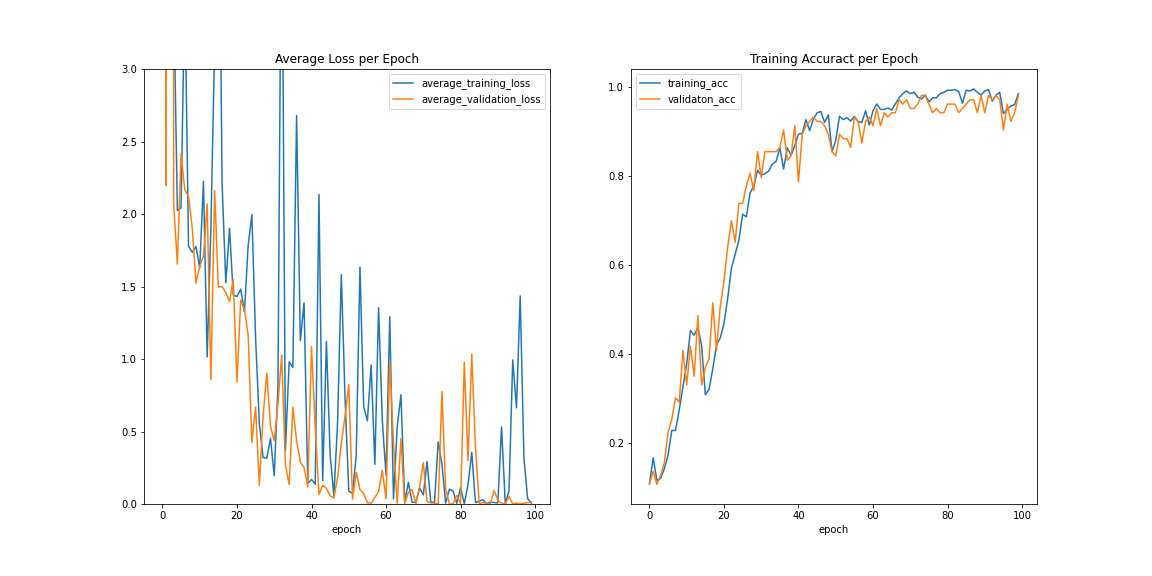 Average Loss per Epoch
average_training_loss
average_validation_loss
3.0
2.5
2.0
1.5
1.0
0.5
0.0
0 20 40 60 80 100
epoch
Training Accuract per Epoch
training_acc
validaton_acc
1.0
0.8
0.6
0.4
0.2
0 20 40 60 80 100
epoch